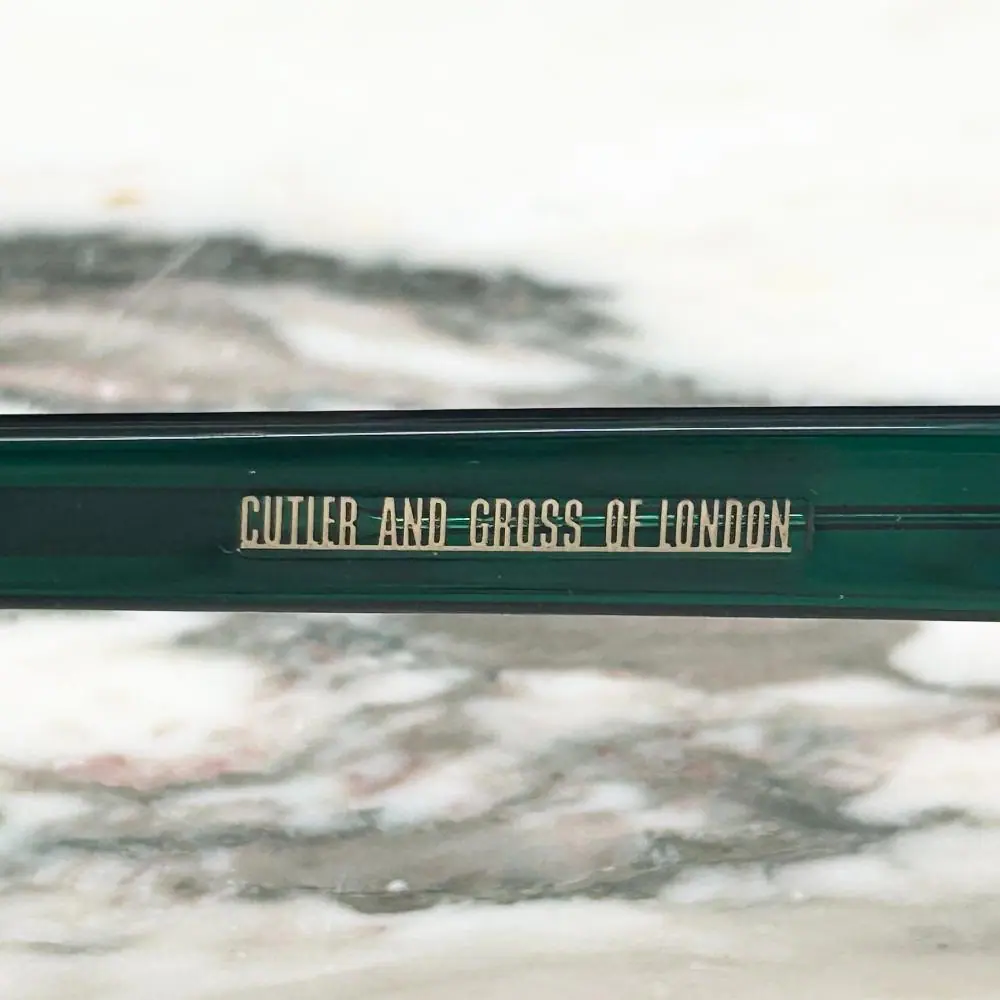 CUTLER AND GROSS OF LONDON